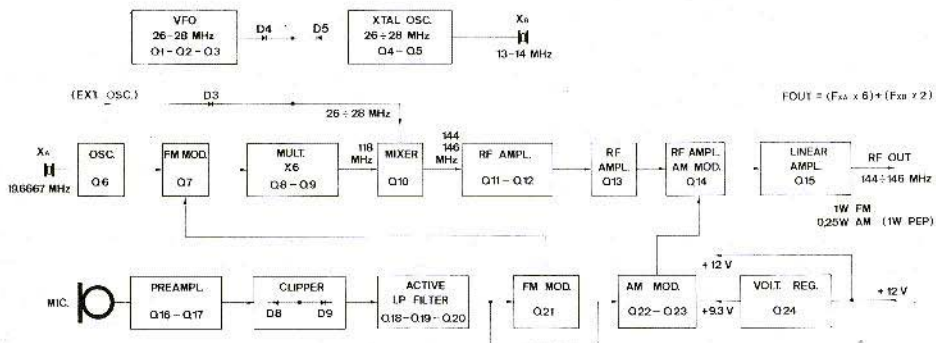 VFO
26-28 MHz
Q1-Q2-Q3
D4
D5
XTAL OSC.
26÷28 MHz
Q4-Q5
XB
13-14 MHz
(EXT. OSC.)
D3
26÷28 MHz
FOUT = (FXA x 6)+(FXB x 2)
XA
19.6667 MHz
OSC.
Q6
FM MOD.
Q7
MULT.
X6
Q8-Q9
118
MHz
MIXER
Q10
144
146
MHz
RF AMPL.
Q11-Q12
RF
AMPL.
Q13
RF AMPL.
AM MOD.
Q14
LINEAR
AMPL.
Q15
RF OUT
144÷146 MHz
1W FM
0,25W AM (1W PEP)
MIC.
PREAMPL.
Q16-Q17
CLIPPER
D8 D9
ACTIVE
LP FILTER
Q18-Q19-Q20
FM MOD.
Q21
AM MOD.
Q22-Q23
+12 V
+9.3V
VOLT. REG.
Q24
+12 V